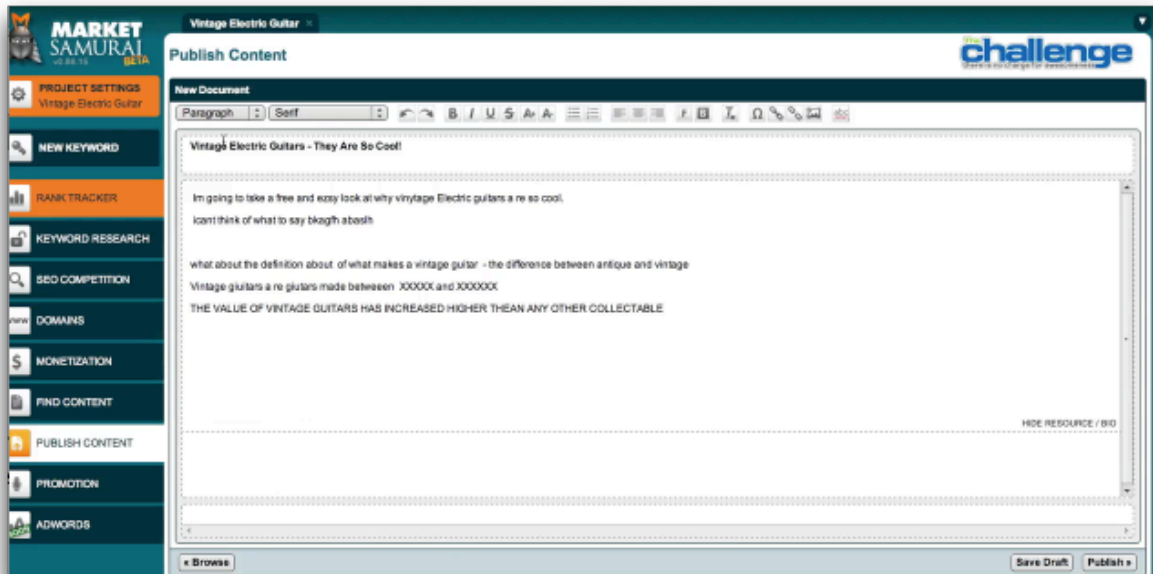 MARKET
SAMURAI
BETA
Vintage Electric Guitar
Publish Content
The
challenge
PROJECT SETTINGS
Vintage Electric Guitar
NEW KEYWORD
RANK TRACKER
KEYWORD RESEARCH
SEO COMPETITION
DOMAINS
MONETIZATION
FIND CONTENT
PUBLISH CONTENT
PROMOTION
ADWORDS
New Document
Paragraph Serif
B I U S
Vintage Electric Guitars - They Are So Cool!
Im going to take a free and ezsy look at why vinytage Electric guitars a re so cool.
icant think of what to say bkagfh abaslh
what about the definition about of what makes a vintage guitar - the difference between antique and vintage
Vintage giuitars a re giutars made betweeen XXXXX and XXXXXXX
THE VALUE OF VINTAGE GUITARS HAS INCREASED HIGHER THEAN ANY OTHER COLLECTABLE
HIDE RESOURCE / BIO
« Browse
Save Draft Publish »